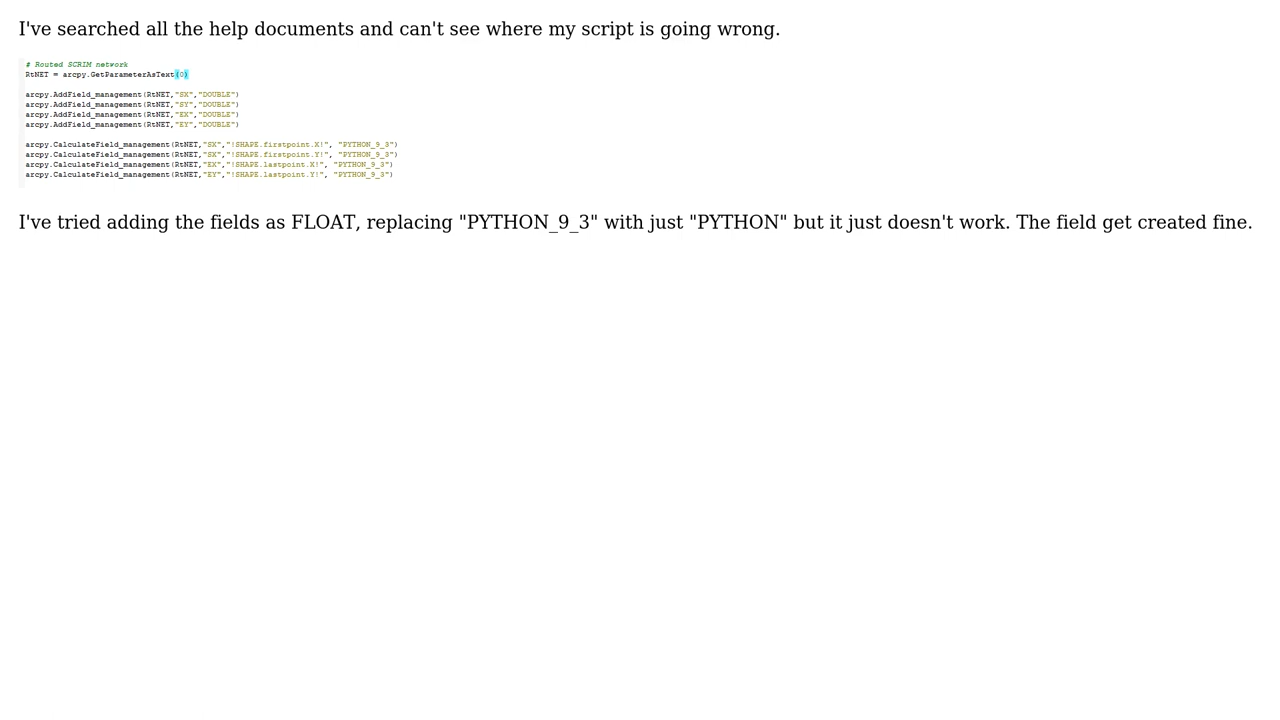 I've searched all the help documents and can't see where my script is going wrong.
# Routed SCRIM network
RtNET = arcpy.GetParameterAsText(0)
arcpy.AddField_management(RtNET,"SX","DOUBLE")
arcpy.AddField_management(RtNET,"SY","DOUBLE")
arcpy.AddField_management(RtNET,"EX","DOUBLE")
arcpy.AddField_management(RtNET,"EY","DOUBLE")
arcpy.CalculateField_management(RtNET,"SX","!SHAPE.firstpoint.X!", "PYTHON_9_3")
arcpy.CalculateField_management(RtNET,"SY","!SHAPE.firstpoint.Y!", "PYTHON_9_3")
arcpy.CalculateField_management(RtNET,"EX","!SHAPE.lastpoint.X!", "PYTHON_9_3")
arcpy.CalculateField_management(RtNET,"EY","!SHAPE.lastpoint.Y!", "PYTHON_9_3")
I've tried adding the fields as FLOAT, replacing "PYTHON_9_3" with just "PYTHON" but it just doesn't work. The field get created fine.